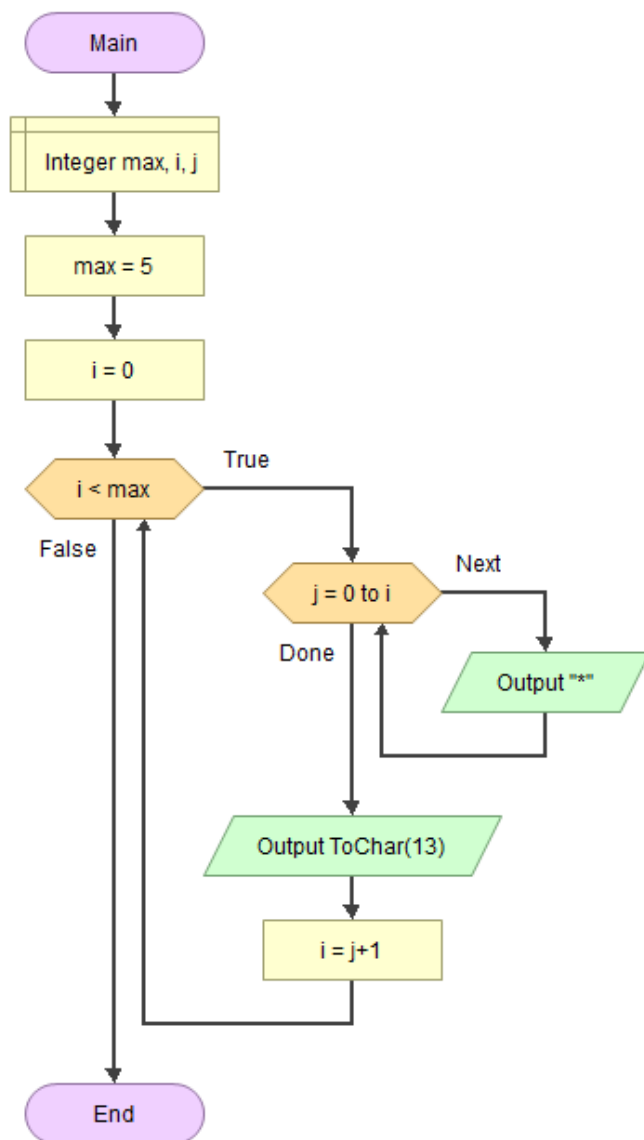 Main
Integer max, i, j
max = 5
i = 0
i < max
True
False
j = 0 to i
Next
Done
Output "*"
Output ToChar(13)
i = j+1
End